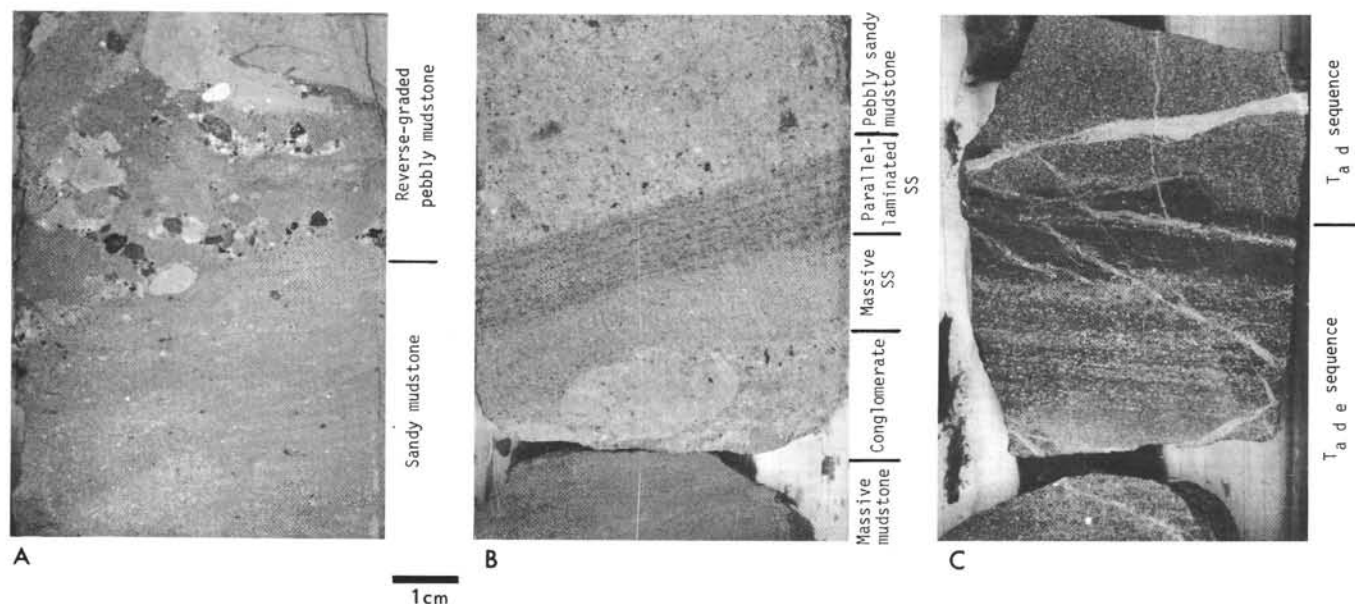 Reverse-graded
pebbly mudstone
Sandy mudstone
A
Pebbly sandy
mudstone
Parallel-
laminated
SS
Massive
SS
Conglomerate
Massive
mudstone
B
T a d sequence
T a d e sequence
C
1cm